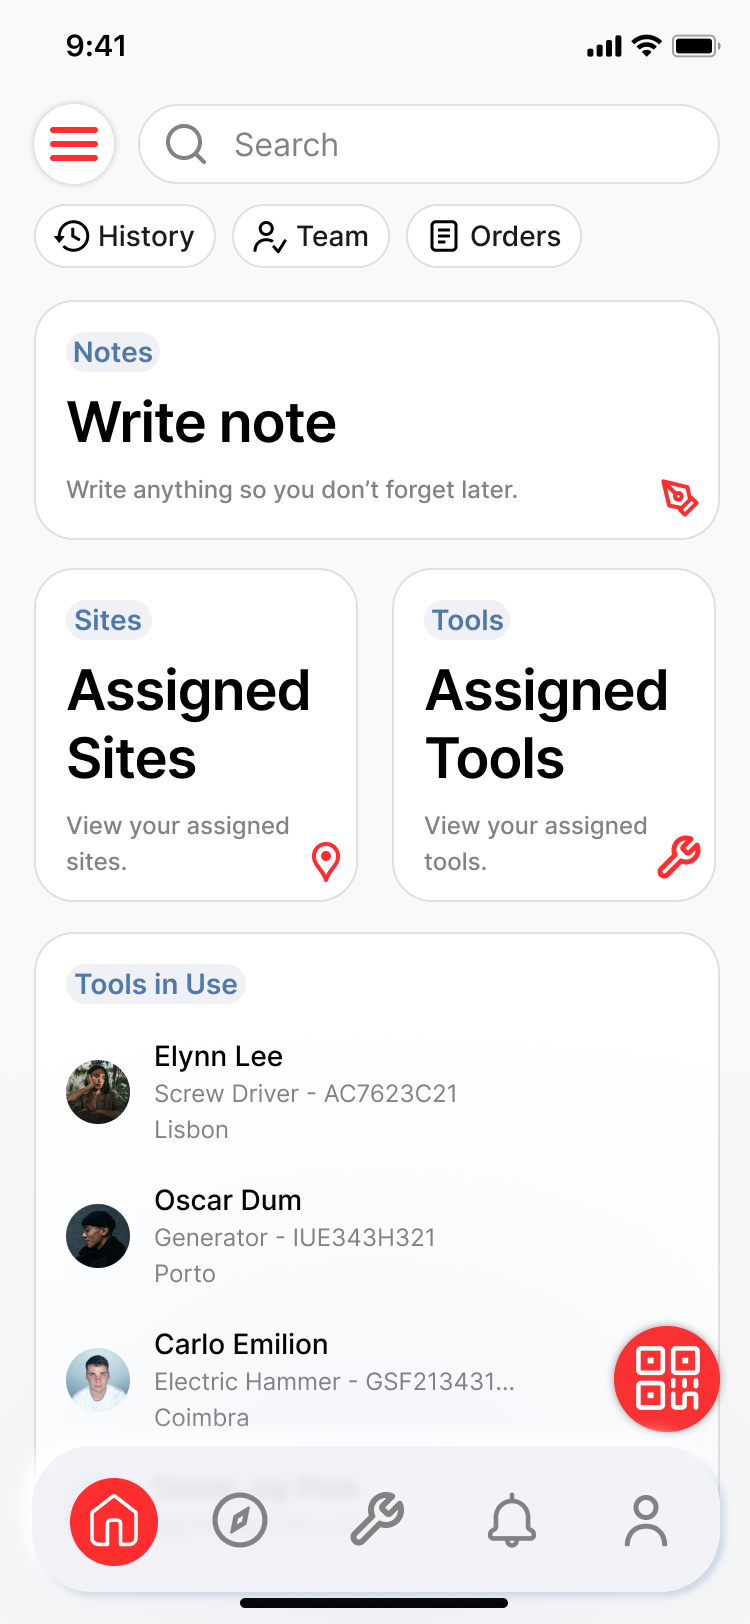 9:41
Search
History
Team
Orders
Notes
Write note
Write anything so you don’t forget later.
Sites
Assigned
Sites
View your assigned
sites.
Tools
Assigned
Tools
View your assigned
tools.
Tools in Use
Elynn Lee
Screw Driver - AC7623C21
Lisbon
Oscar Dum
Generator - IUE343H321
Porto
Carlo Emilion
Electric Hammer - GSF213431...
Coimbra